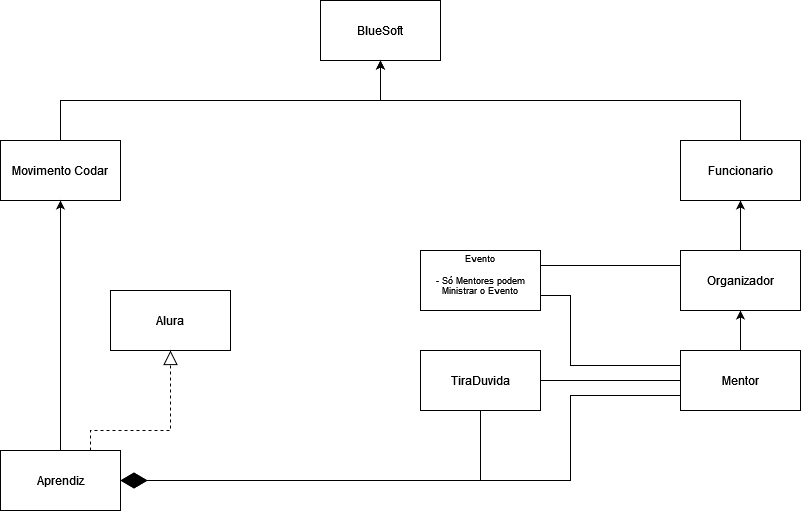 BlueSoft
Movimento Codar
Funcionario
Evento
- Só Mentores podem
Ministrar o Evento
Organizador
Alura
TiraDuvida
Mentor
Aprendiz